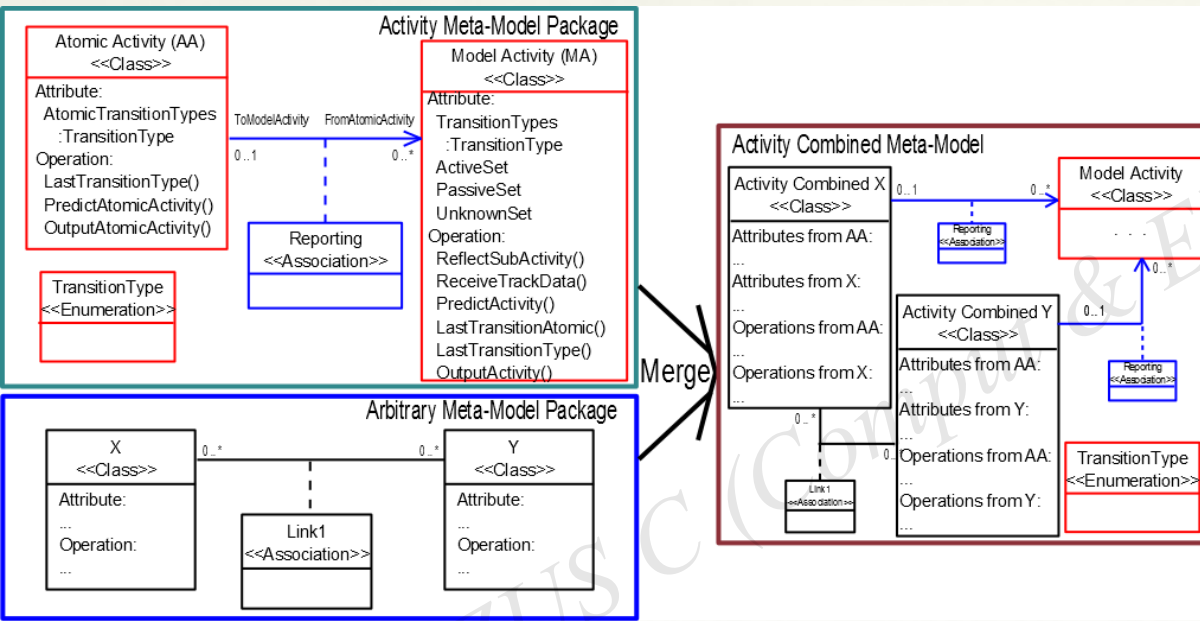 Activity Meta-Model Package
Atomic Activity (AA)
<<Class>>
Attribute:
AtomicTransitionTypes
:TransitionType
Operation:
LastTransitionType()
PredictAtomicActivity()
OutputAtomicActivity()
ToModelActivity
FromAtomicActivity
0..1
0..*
Model Activity (MA)
<<Class>>
Attribute:
TransitionTypes
:TransitionType
ActiveSet
PassiveSet
UnknownSet
Operation:
ReflectSubActivity()
ReceiveTrackData()
PredictActivity()
LastTransitionAtomic()
LastTransitionType()
OutputActivity()
Reporting
<<Association>>
TransitionType
<<Enumeration>>
Arbitrary Meta-Model Package
X
<<Class>>
Attribute:
...
Operation:
...
0..*
0..*
Y
<<Class>>
Attribute:
...
Operation:
...
Link1
<<Association>>
Merge
Activity Combined Meta-Model
Activity Combined X
<<Class>>
Attributes from AA:
...
Attributes from X:
...
Operations from AA:
...
Operations from X:
...
0..1
0..*
Reporting
<<Association>>
Model Activity
<<Class>>
. . .
0..*
Activity Combined Y
<<Class>>
Attributes from AA:
...
Attributes from Y:
...
Operations from AA:
...
Operations from Y:
...
0..1
Reporting
<<Association>>
0..*
0..
Link1
<<Association>>
TransitionType
<<Enumeration>>
ZUS C (Comput & E